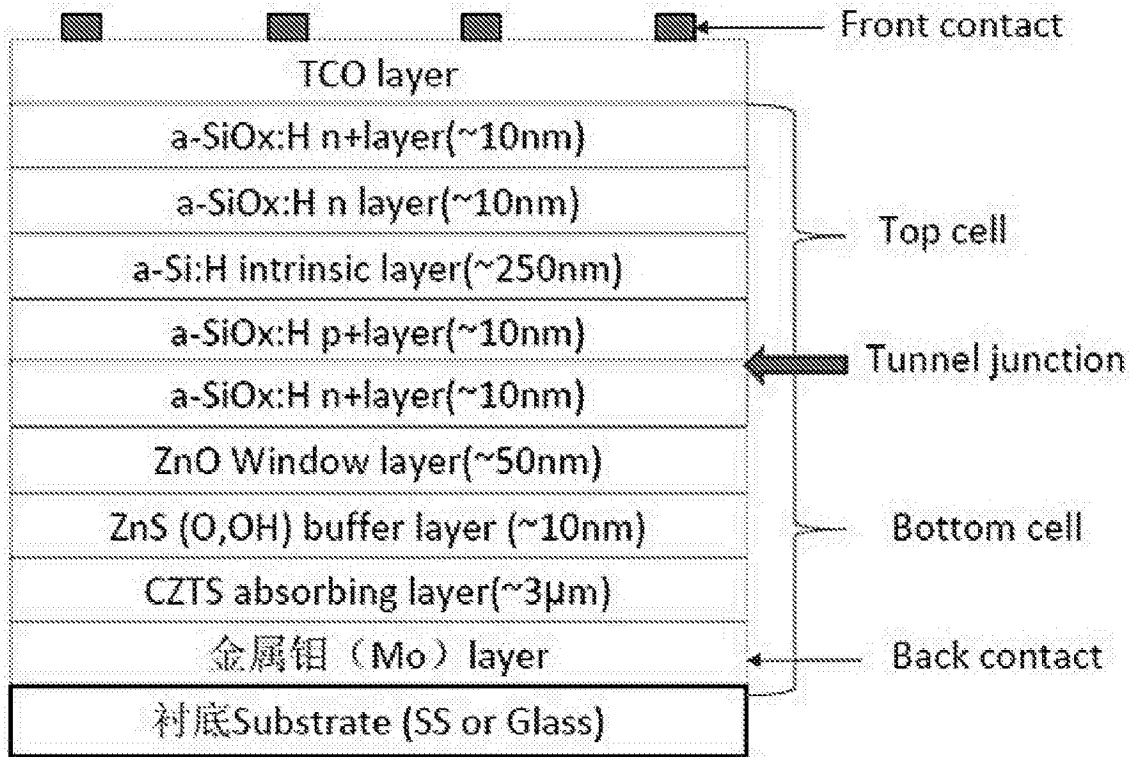 Front contact
TCO layer
a-SiOx:H n+layer(~10nm)
a-SiOx:H n layer(~10nm)
Top cell
a-Si:H intrinsic layer(~250nm)
a-SiOx:H p+layer(~10nm)
Tunnel junction
a-SiOx:H n+layer(~10nm)
ZnO Window layer(~50nm)
ZnS (O,OH) buffer layer (~10nm)
Bottom cell
CZTS absorbing layer(~3μm)
金属钼（Mo）layer
Back contact
衬底Substrate (SS or Glass)